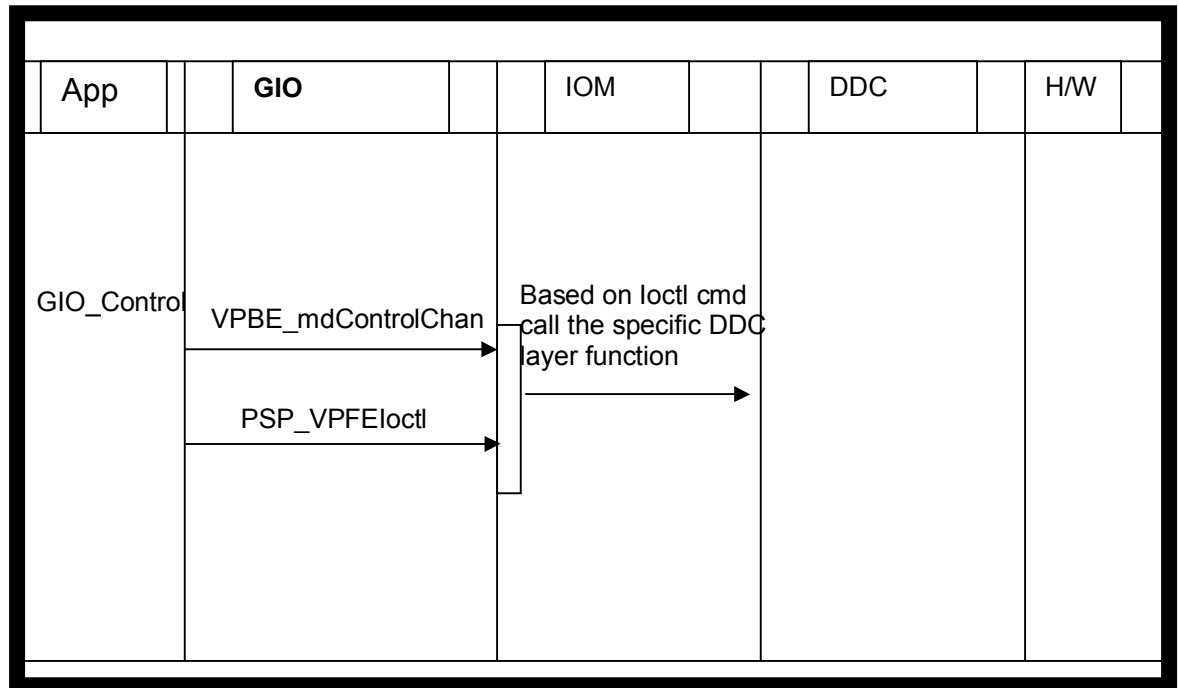 App
GIO
IOM
DDC
H/W
GIO_Control
VPBE_mdControlChan
PSP_VPFEIoctl
Based on Ioctl cmd
call the specific DDC
layer function